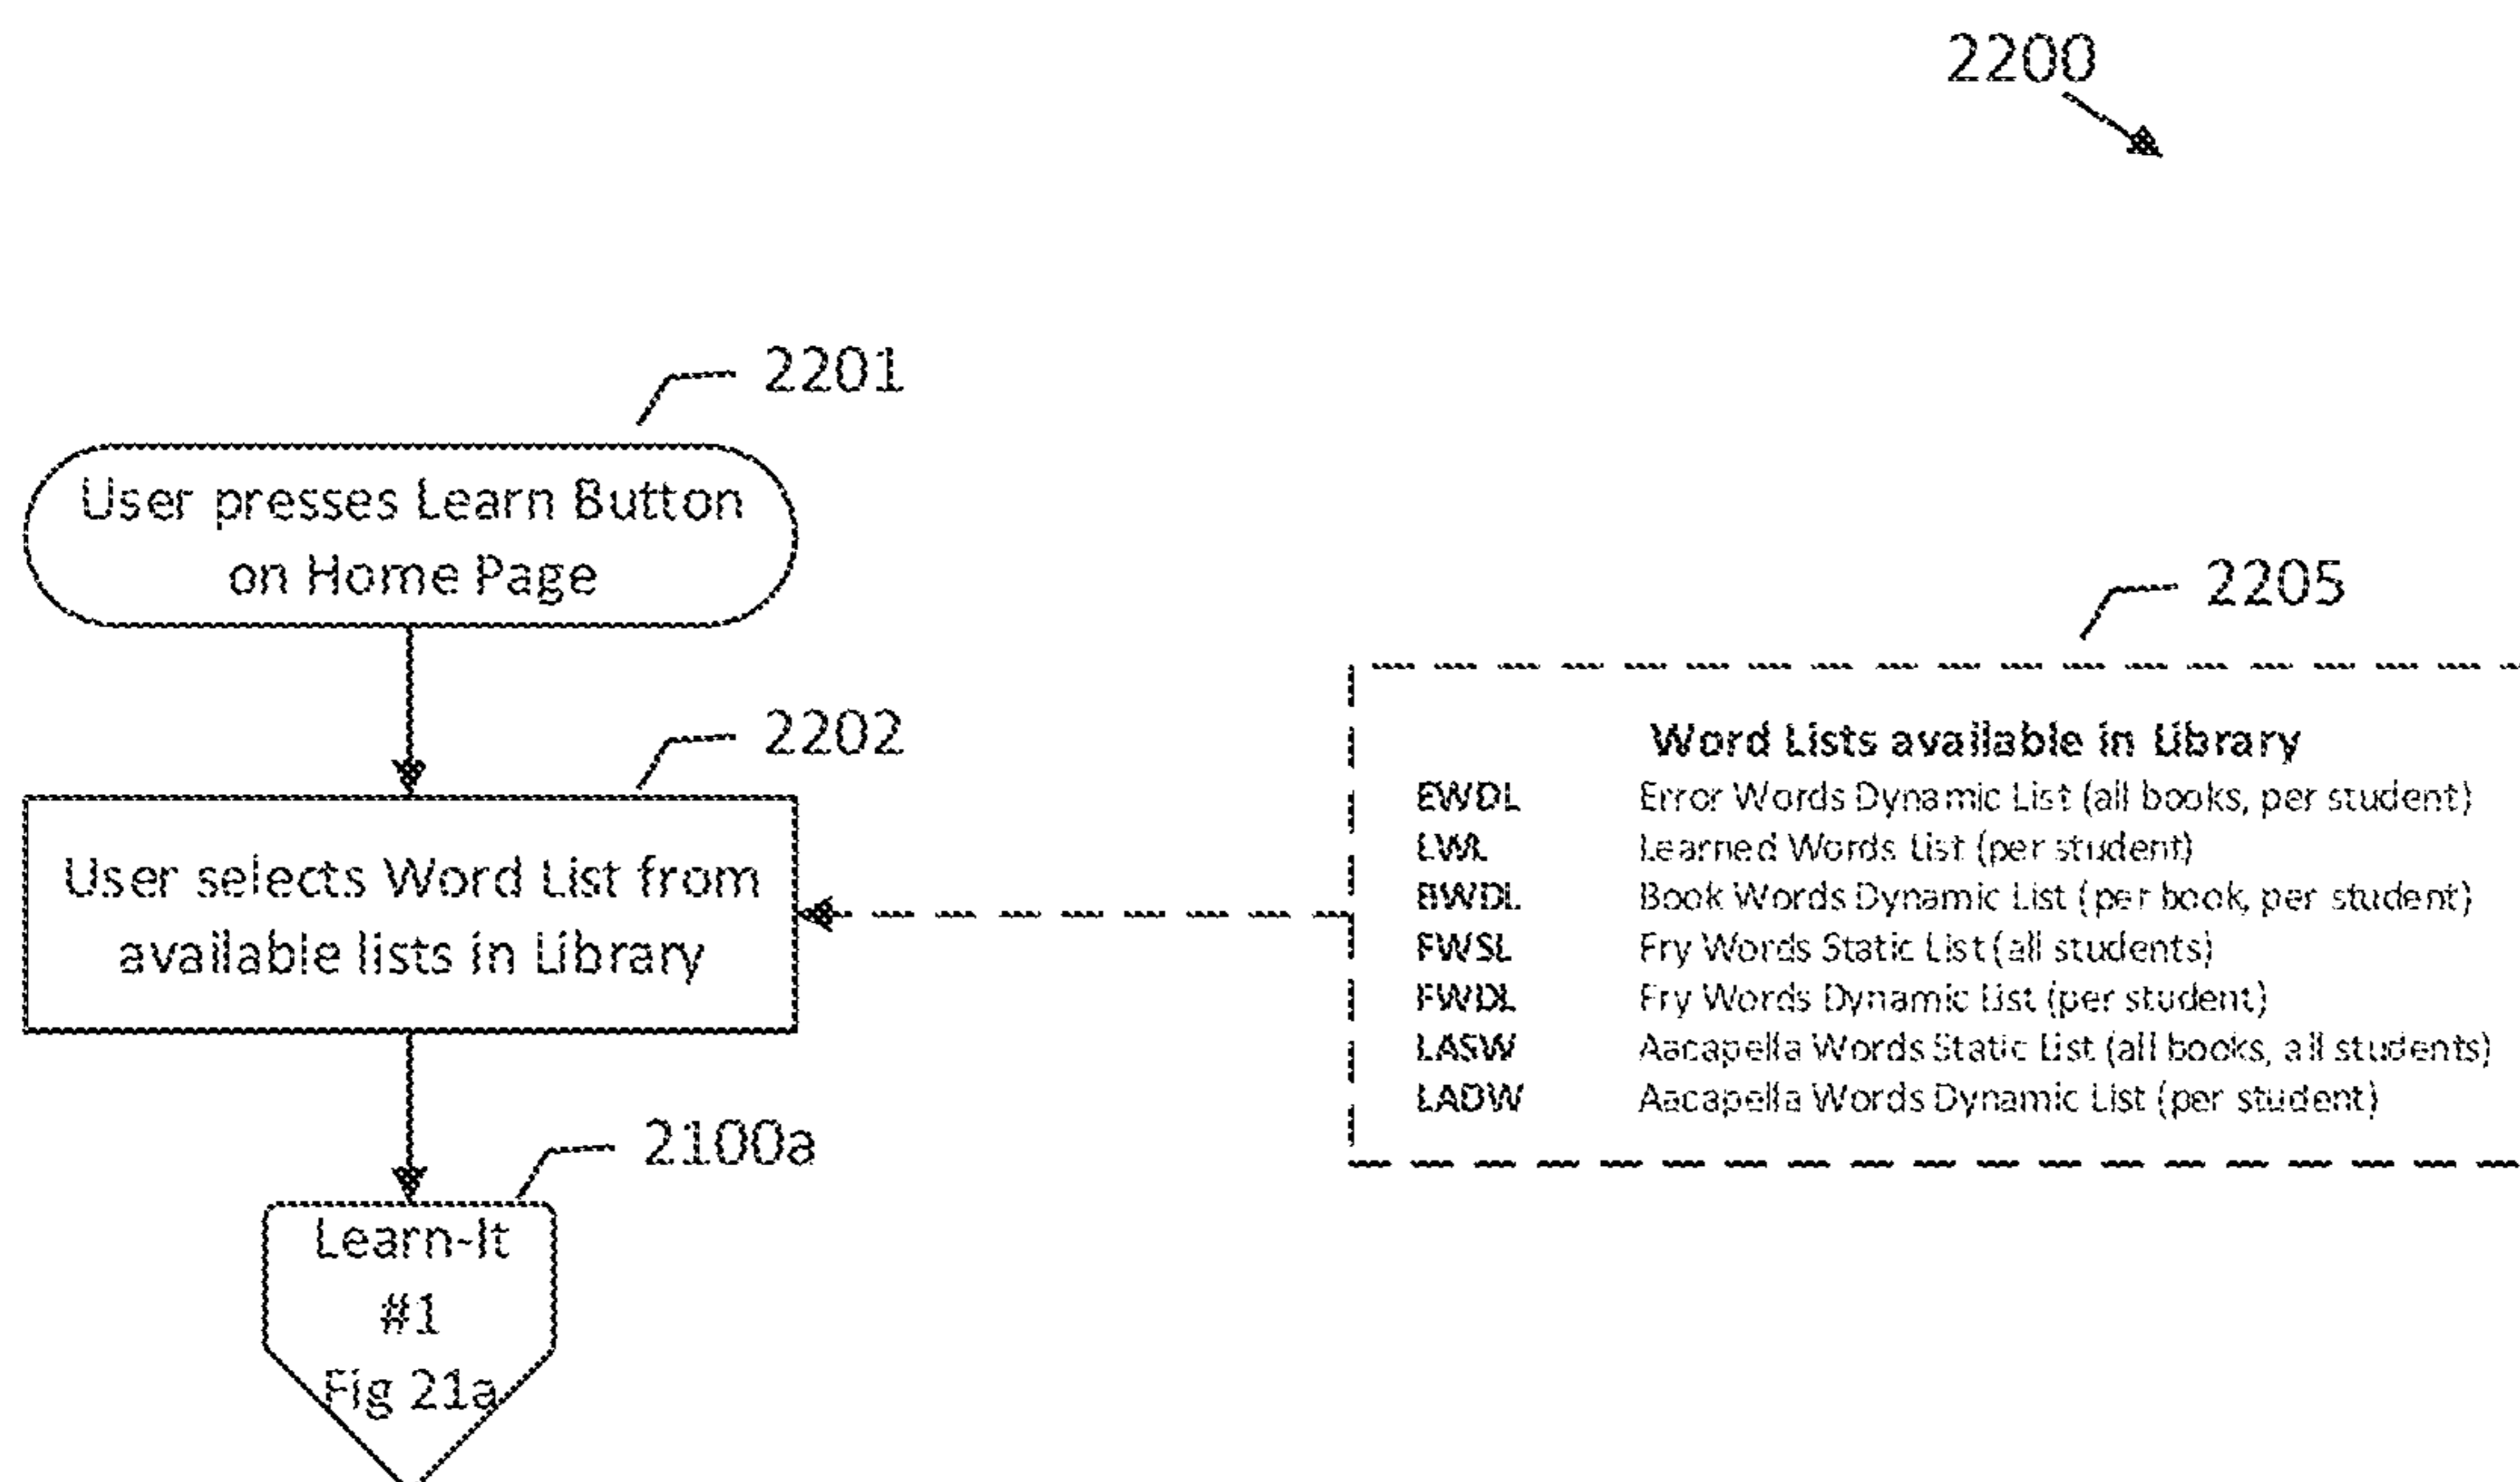 2200
2201
User presses Learn Button
on Home Page
2205
2202
User selects Word List from
available lists in Library
Word Lists available in Library
EWDL Error Words Dynamic List (all books, per student)
LWL Learned Words List (per student)
BWDL Book Words Dynamic List (per book, per student)
FWSL Fry Words Static List (all students)
FWDL Fry Words Dynamic List (per student)
LASW Aacapella Words Static List (all books, all students)
LADW Aacapella Words Dynamic List (per student)
2100a
Learn-It
#1
Fig 21a